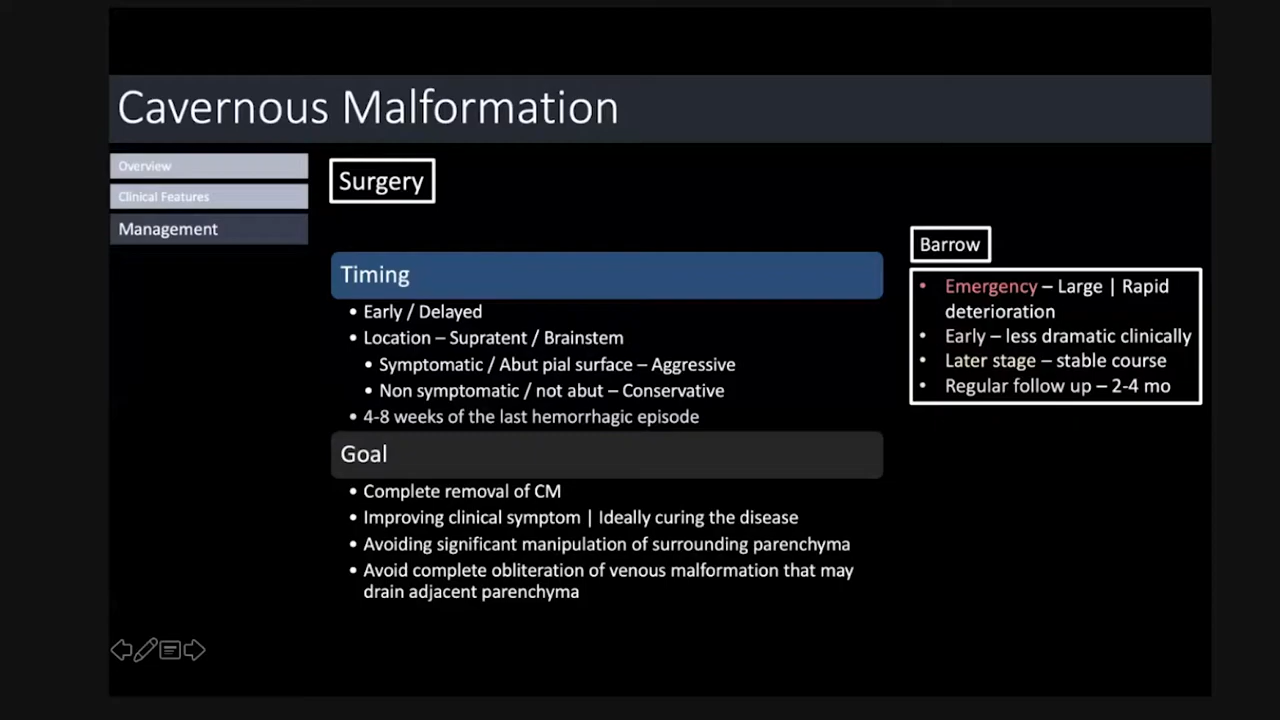 Cavernous Malformation
Overview
Clinical Features
Management
Surgery
Timing
• Early / Delayed
• Location – Supratent / Brainstem
• Symptomatic / Abut pial surface – Aggressive
• Non symptomatic / not abut – Conservative
• 4-8 weeks of the last hemorrhagic episode
Goal
• Complete removal of CM
• Improving clinical symptom | Ideally curing the disease
• Avoiding significant manipulation of surrounding parenchyma
• Avoid complete obliteration of venous malformation that may
drain adjacent parenchyma
Barrow
• Emergency – Large | Rapid
deterioration
• Early – less dramatic clinically
• Later stage – stable course
• Regular follow up – 2-4 mo